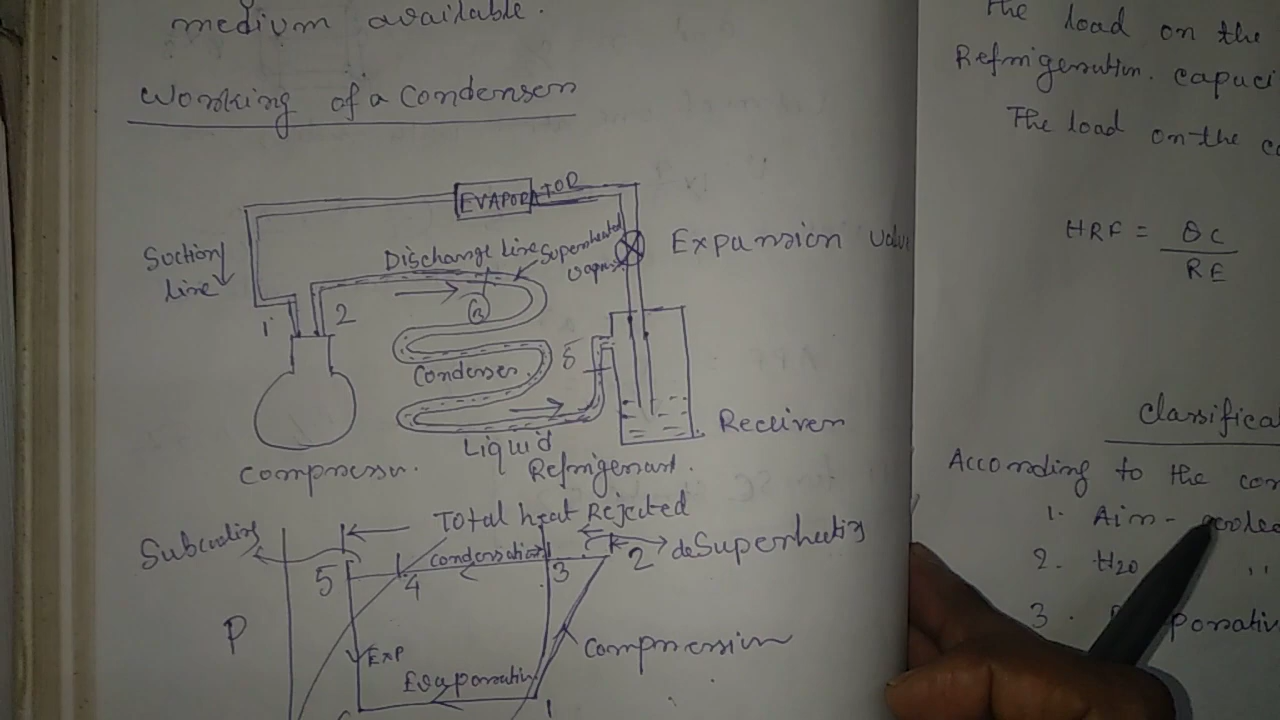 medium available.
Working of a Condenser
EVAPORATOR
Suction
line
Discharge line
Superheated
vapour
Expansion Valv
1
2
5
Condenser
Receiver
Liquid
Refrigerant.
Compressor.
Total heat Rejected
Subcooling
Condensation
deSuperheating
5
4
3
2
P
Exp
Compression
Evaporation
1
The load on the
Refrigeration. capaci
The load on the co
HRF = QC
RE
Classifica
According to the con
1. Air-cooled
2. H2O "
3.